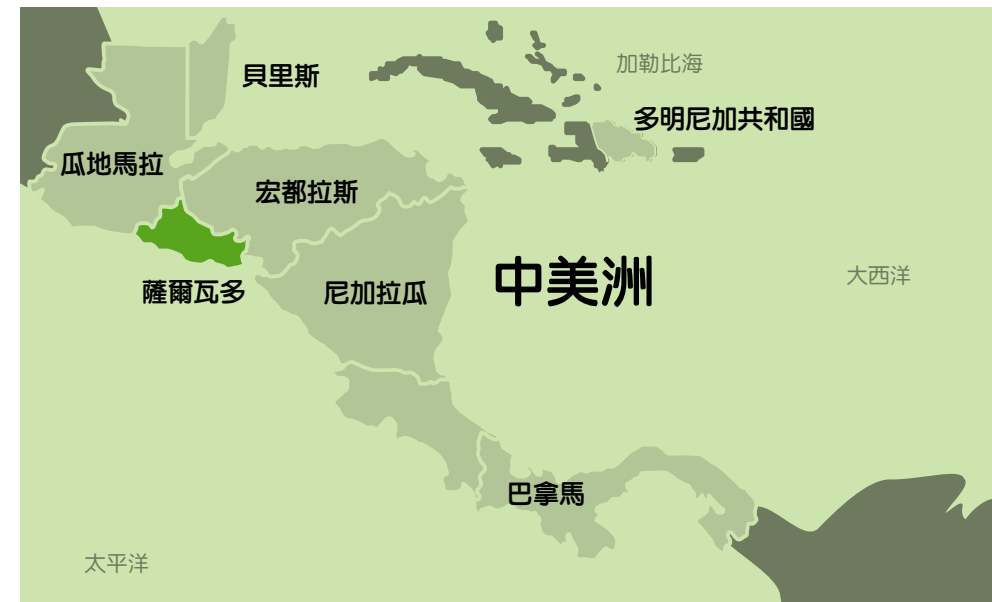 加勒比海
貝里斯
多明尼加共和國
瓜地馬拉
宏都拉斯
中美洲
大西洋
薩爾瓦多
尼加拉瓜
巴拿馬
太平洋